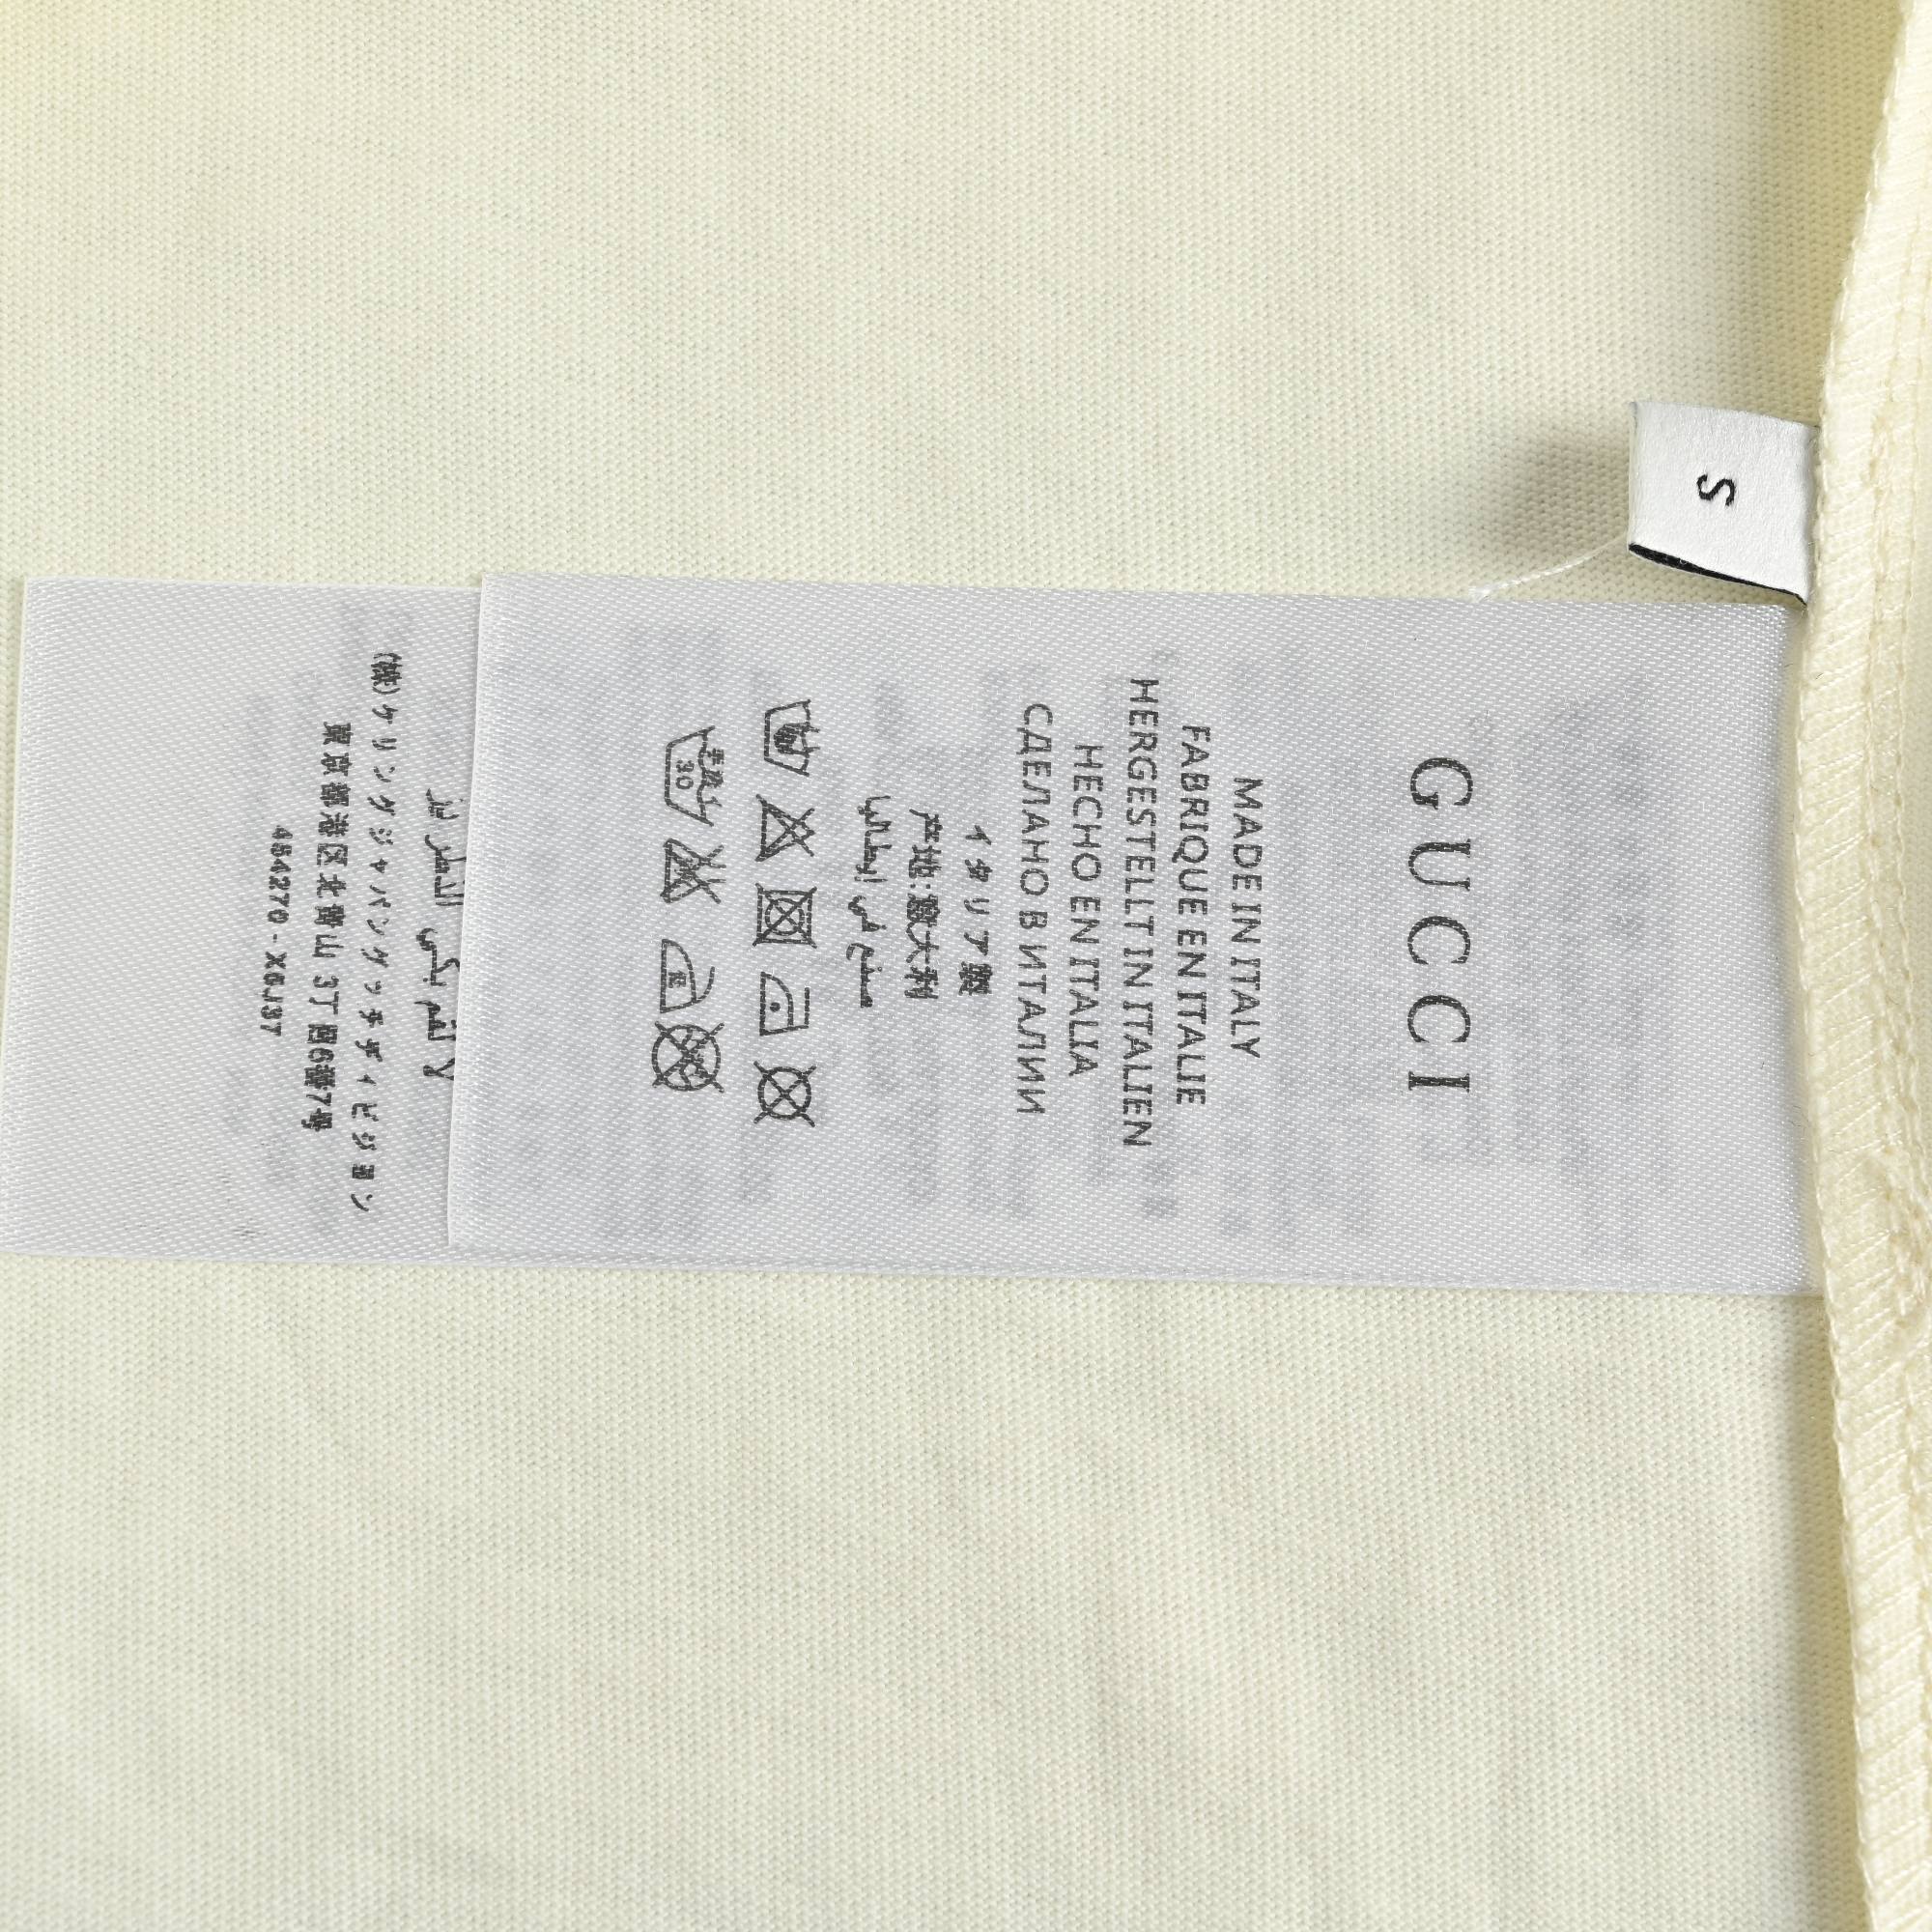 S
GUCCI
MADE IN ITALY
FABRIQUE EN ITALIE
HERGESTELLT IN ITALIEN
HECHO EN ITALIA
СДЕЛАНО В ИТАЛИИ
イタリア製
产地:意大利
صنع في إيطاليا
30
(株)ケリングジャパングッチディビジョン
東京都港区北青山3丁目6番7号
454270-X6J37